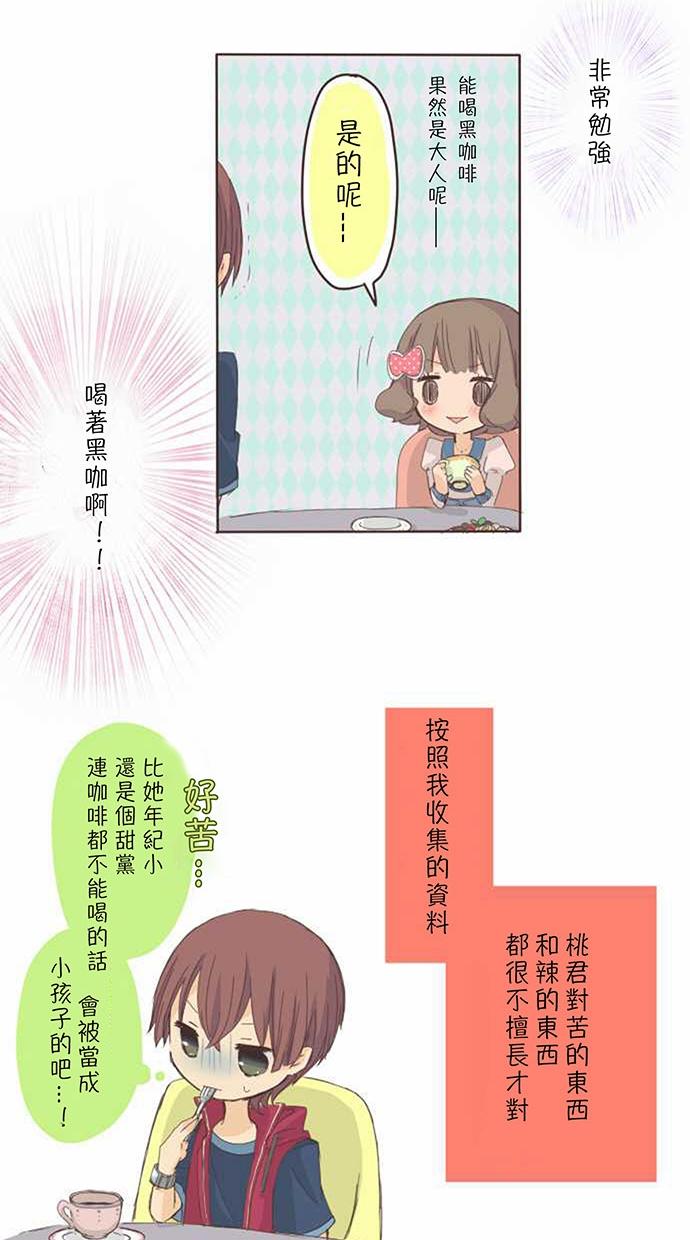 非常勉強
能喝黑咖啡
果然是大人呢——
是的呢…
喝著黑咖啊！！
按照我收集的資料
桃君對苦的東西
和辣的東西
都很不擅長才對
好苦…
比她年紀小
還是個甜黨
連咖啡都不能喝的話
會被當成
小孩子的吧…！